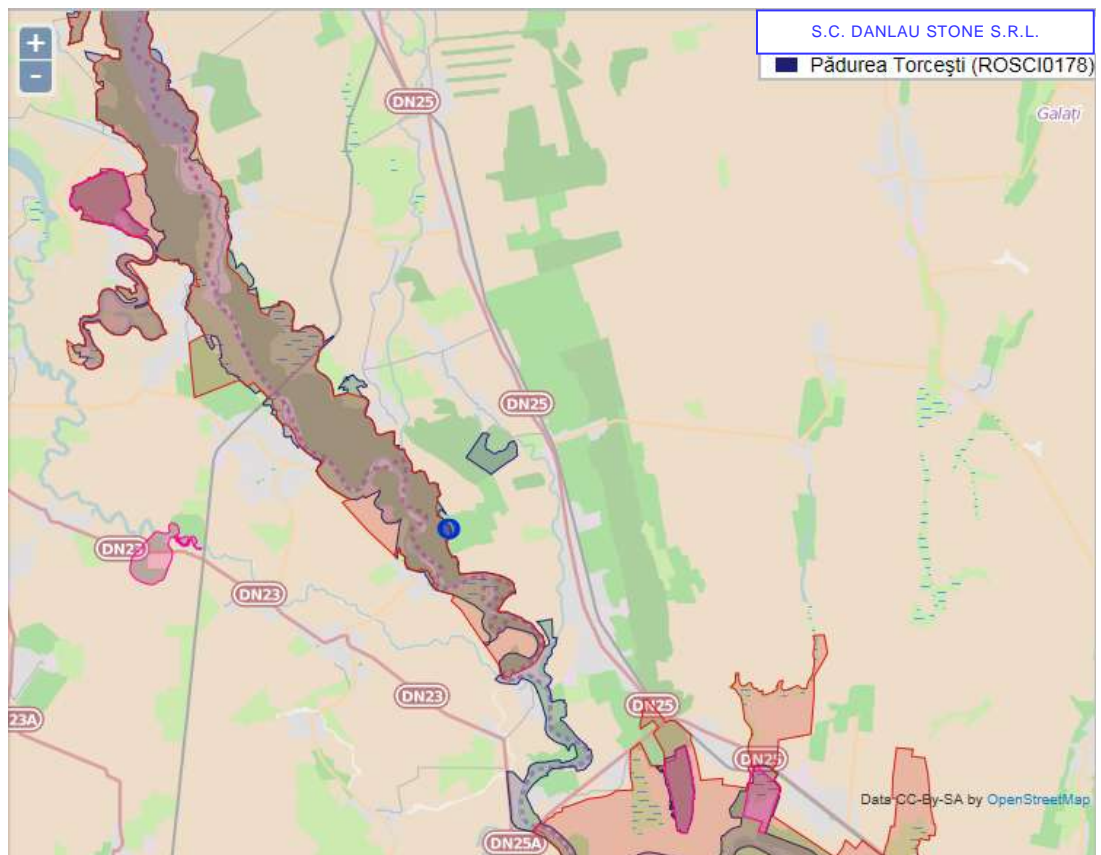 +
-
S.C. DANLAU STONE S.R.L.
Pădurea Torceşti (ROSCI0178)
DN25
Galați
DN25
DN23
DN23
DN23
23A
DN25
DN25
DN25A
Data CC-By-SA by OpenStreetMap